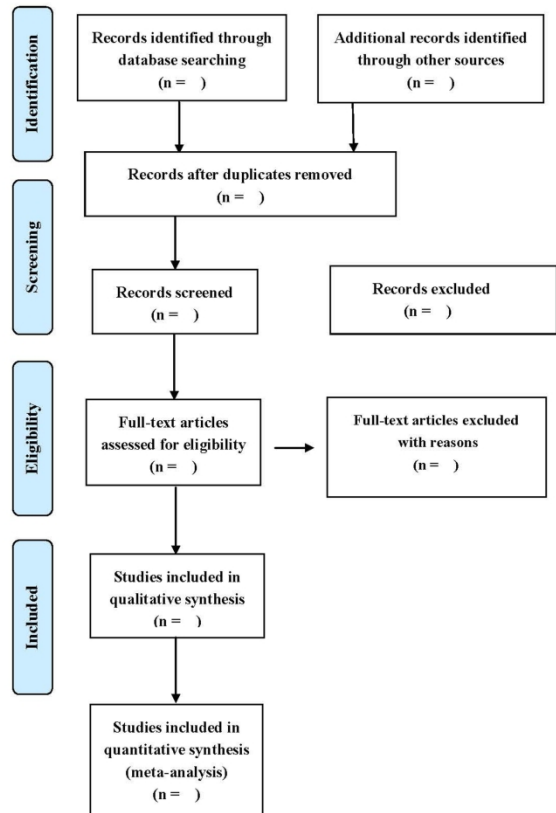 Identification
Records identified through
database searching
(n =    )
Additional records identified
through other sources
(n =    )
Records after duplicates removed
(n =    )
Screening
Records screened
(n =    )
Records excluded
(n =    )
Eligibility
Full-text articles
assessed for eligibility
(n =    )
Full-text articles excluded
with reasons
(n =    )
Included
Studies included in
qualitative synthesis
(n =    )
Studies included in
quantitative synthesis
(meta-analysis)
(n =    )